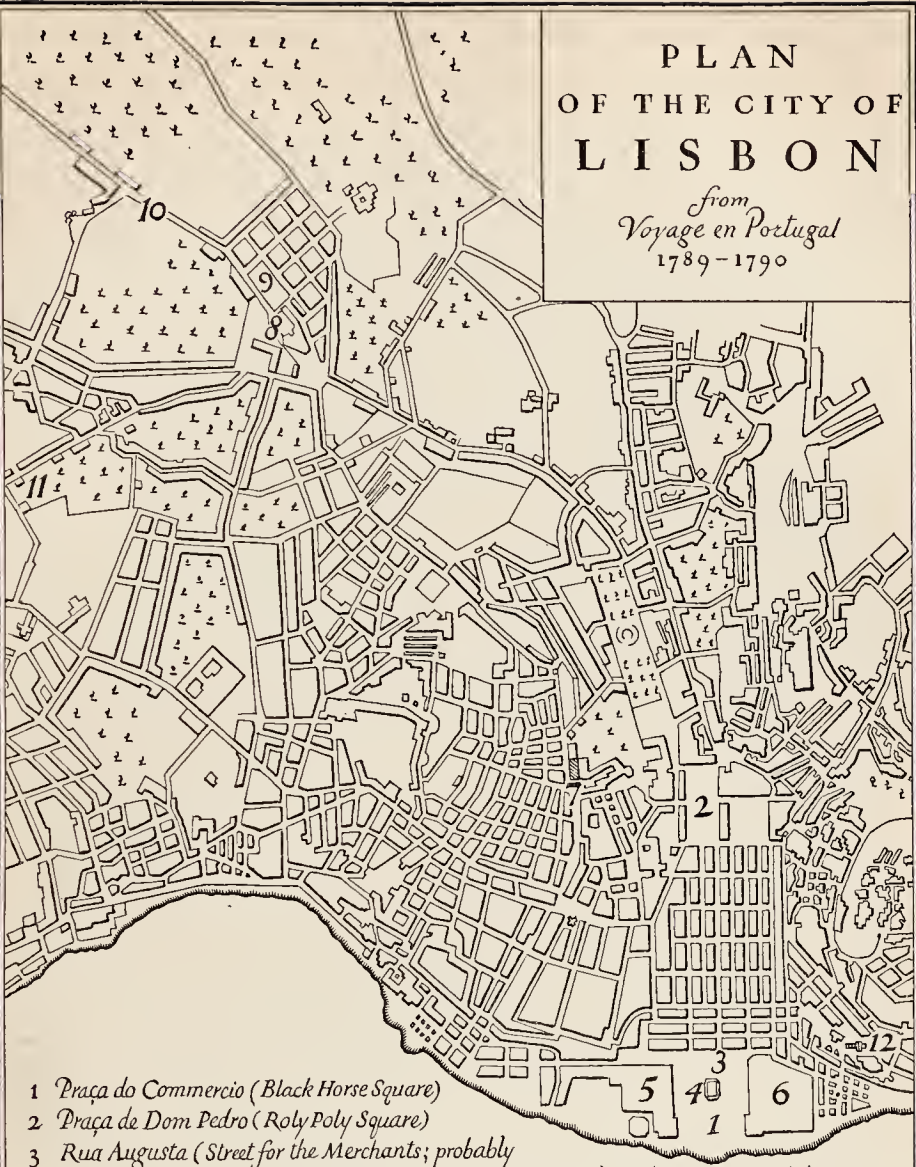 PLAN
OF THE CITY OF
LISBON
from
Voyage en Portugal
1789-1790
10
9
8
11
7
2
12
3
5
4
6
1
1 Praça do Commercio (Black Horse Square)
2 Praça de Dom Pedro (Roly Poly Square)
3 Rua Augusta (Street for the Merchants; probably